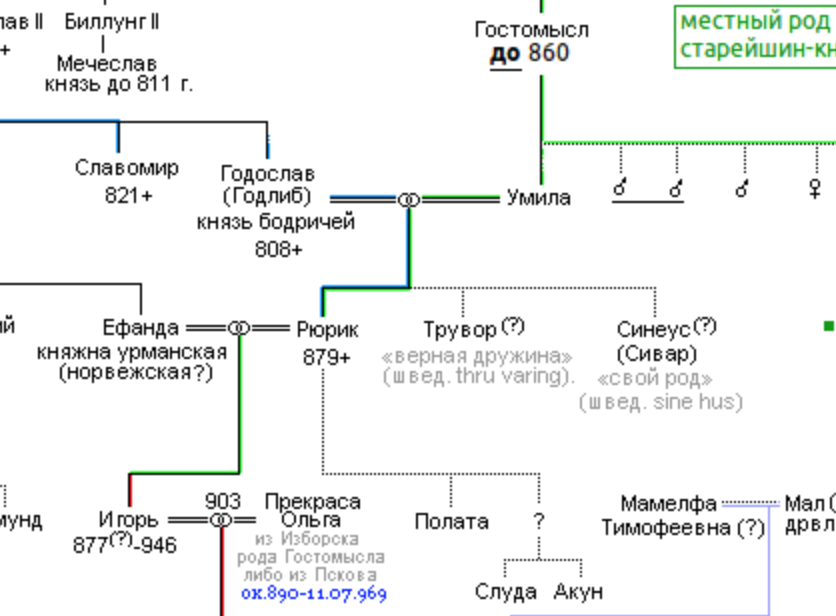 лав II Биллунг II
Гостомысл
до 860
местный род
старейшин-кн
+
Мечеслав
князь до 811 г.
Славомир
821+
Годослав
(Годлиб)
князь бодричей
808+
Умила
ий
Ефанда
княжна урманская
(норвежская?)
Рюрик
879+
Трувор(?)
«верная дружина»
(швед. thru varing).
Синеус(?)
(Сивар)
«свой род»
(швед. sine hus)
мунд
Игорь
877(?)-946
903
Прекраса
Ольга
из Изборска
рода Гостомысла
либо из Пскова
ок.890-11.07.969
Полата
?
Слуда Акун
Мамелфа
Тимофеевна (?)
Мал (
дрвл